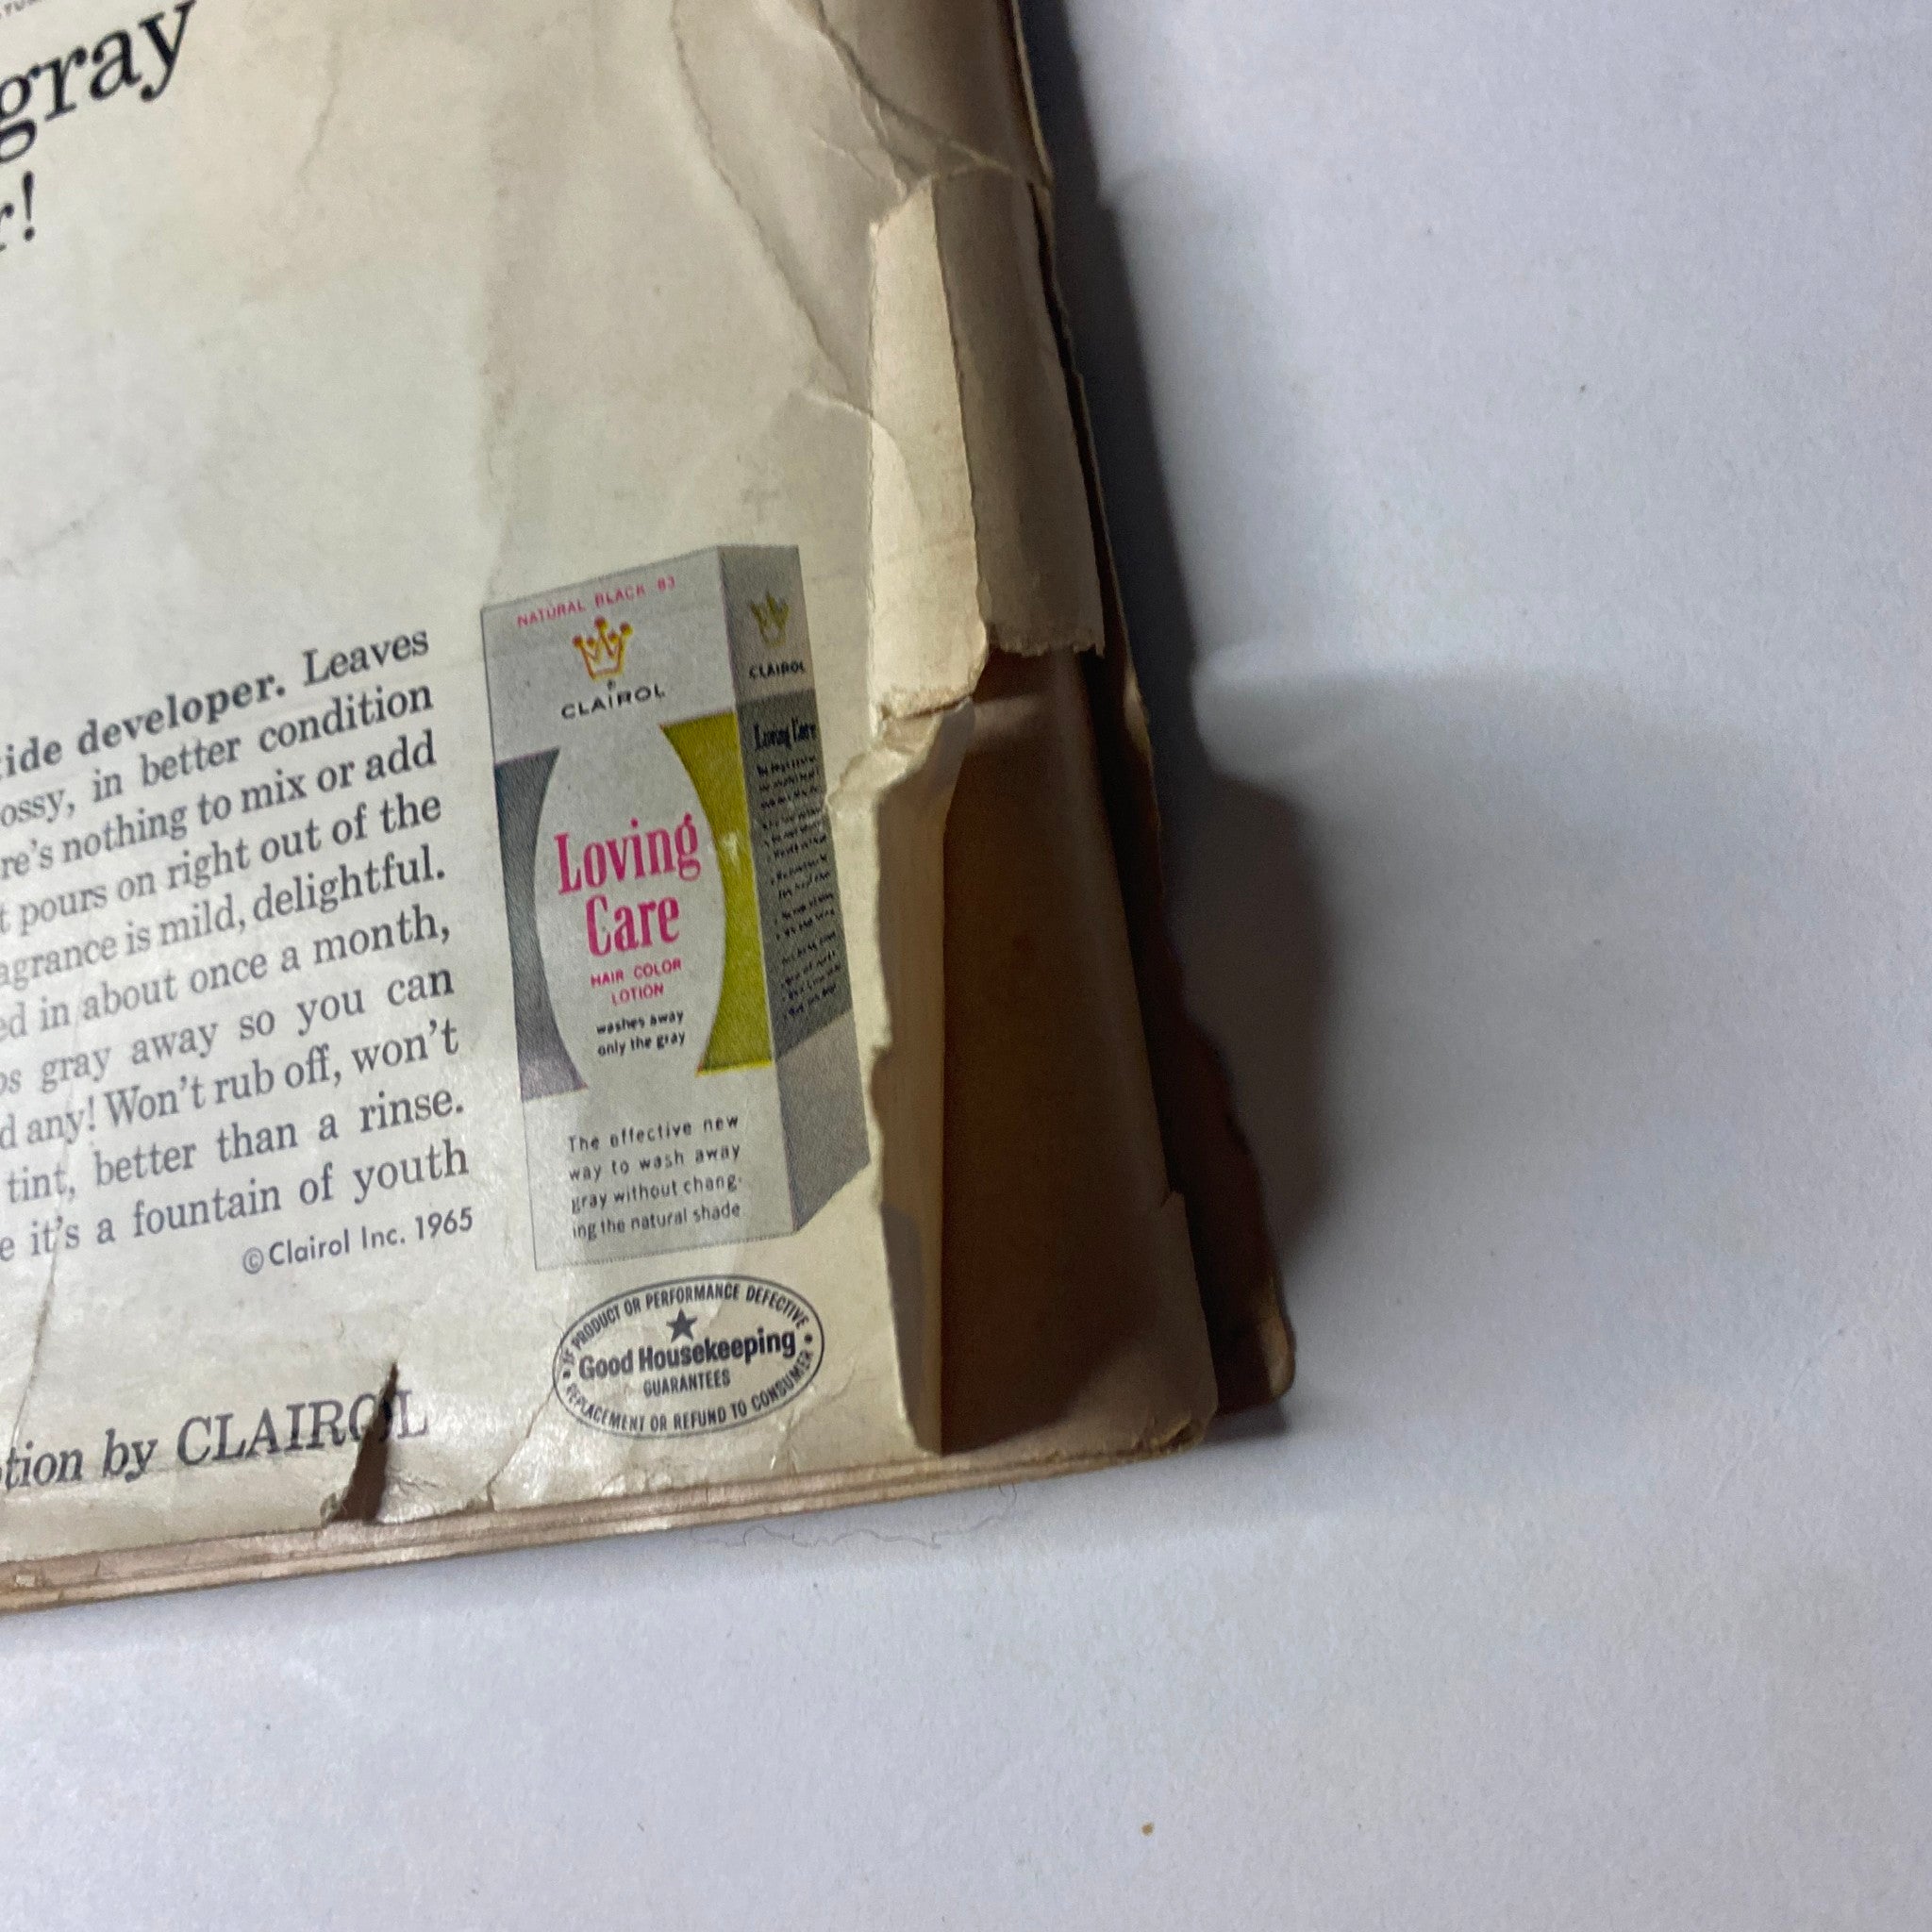 gray
r!
ide developer. Leaves
ossy, in better condition
re's nothing to mix or add
t pours on right out of the
agrance is mild, delightful.
ed in about once a month,
ps gray away so you can
d any! Won't rub off, won't
tint, better than a rinse.
e it's a fountain of youth
©Clairol Inc. 1965
tion by CLAIROL
NATURAL BLACK 83
CLAIROL
Loving
Care
HAIR COLOR
LOTION
washes away
only the gray
The effective new
way to wash away
gray without chang-
ing the natural shade
CLAIROL
Loving Care
IF PRODUCT OR PERFORMANCE DEFECTIVE
Good Housekeeping
GUARANTEES
REPLACEMENT OR REFUND TO CONSUMER